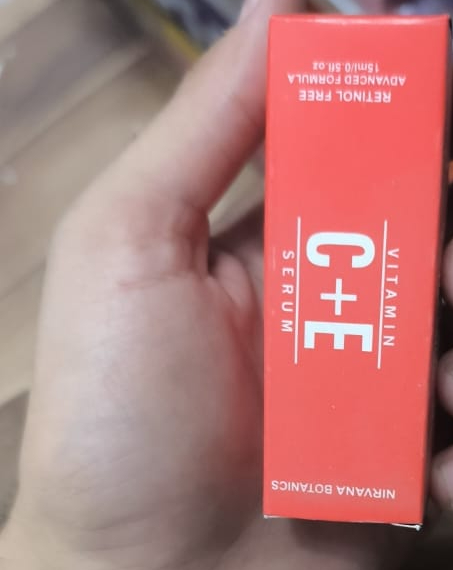 NIRVANA BOTANICS
VITAMIN
C+E
SERUM
RETINOL FREE
ADVANCED FORMULA
15ml/0.5fl.oz